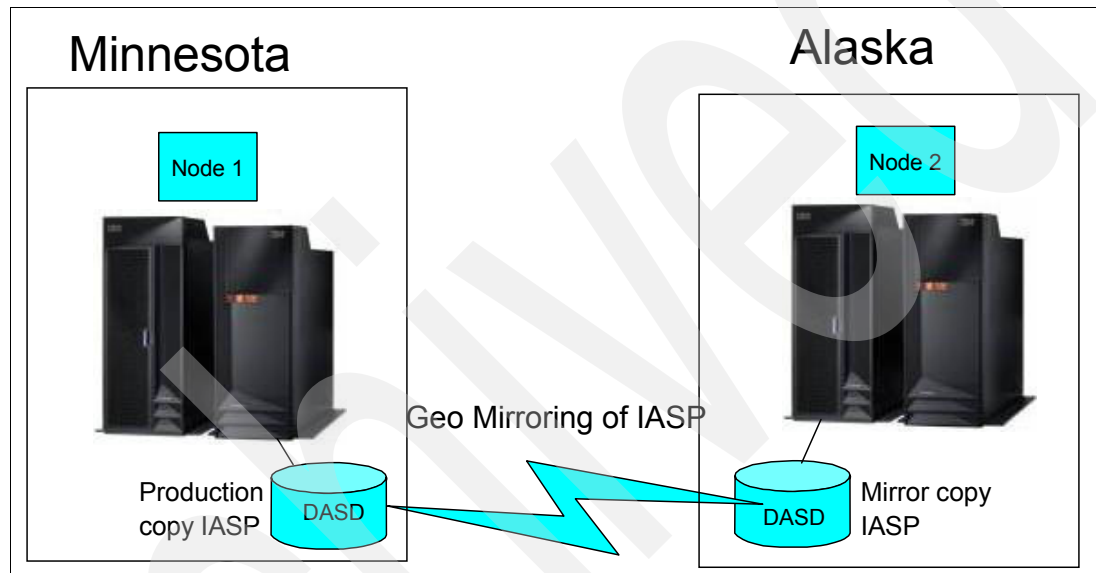 Minnesota
Alaska
Node 1
Node 2
Geo Mirroring of IASP
Production
copy IASP
DASD
DASD
Mirror copy
IASP